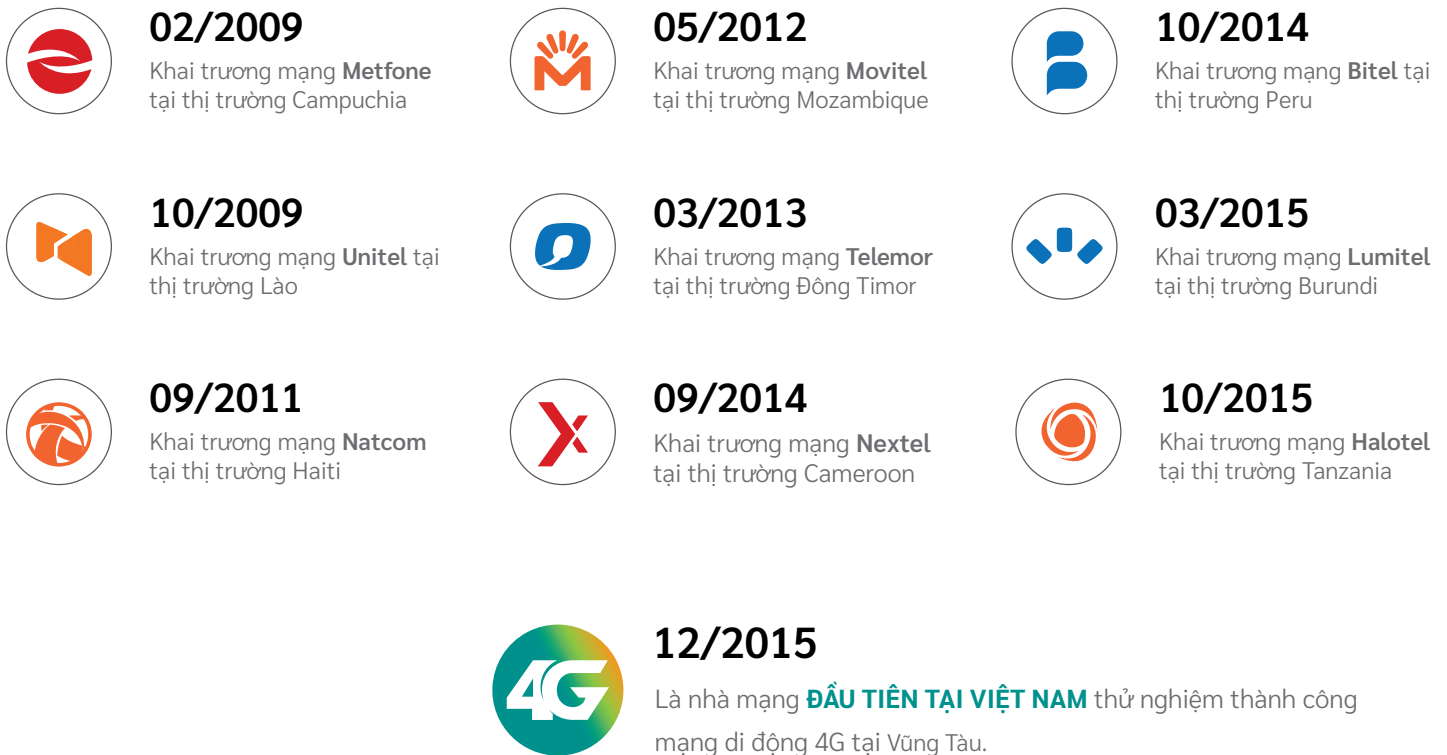 02/2009
Khai trương mạng Metfone
tại thị trường Campuchia
05/2012
Khai trương mạng Movitel
tại thị trường Mozambique
10/2014
Khai trương mạng Bitel tại
thị trường Peru
10/2009
Khai trương mạng Unitel tại
thị trường Lào
03/2013
Khai trương mạng Telemor
tại thị trường Đông Timor
03/2015
Khai trương mạng Lumitel
tại thị trường Burundi
09/2011
Khai trương mạng Natcom
tại thị trường Haiti
09/2014
Khai trương mạng Nextel
tại thị trường Cameroon
10/2015
Khai trương mạng Halotel
tại thị trường Tanzania
4G
12/2015
Là nhà mạng ĐẦU TIÊN TẠI VIỆT NAM thử nghiệm thành công
mạng di động 4G tại Vũng Tàu.